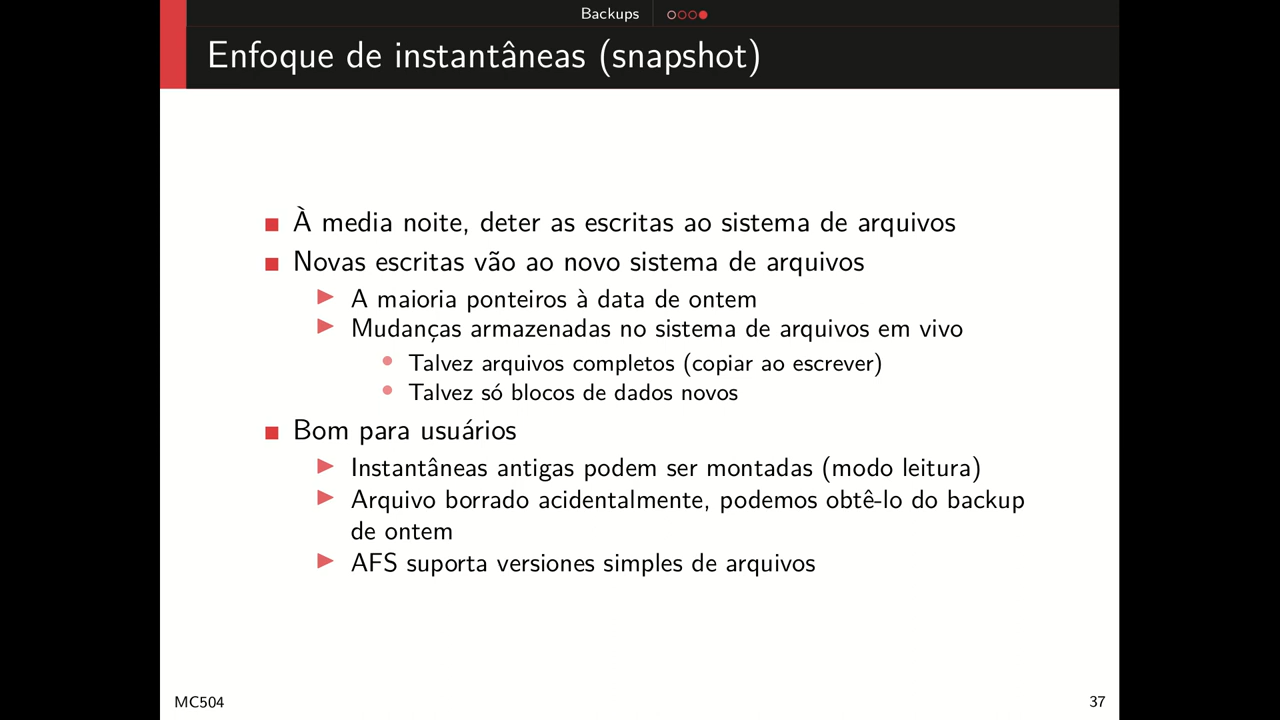 Backups
Enfoque de instantâneas (snapshot)
À media noite, deter as escritas ao sistema de arquivos
Novas escritas vão ao novo sistema de arquivos
A maioria ponteiros à data de ontem
Mudanças armazenadas no sistema de arquivos em vivo
Talvez arquivos completos (copiar ao escrever)
Talvez só blocos de dados novos
Bom para usuários
Instantâneas antigas podem ser montadas (modo leitura)
Arquivo borrado acidentalmente, podemos obtê-lo do backup
de ontem
AFS suporta versiones simples de arquivos
MC504
37